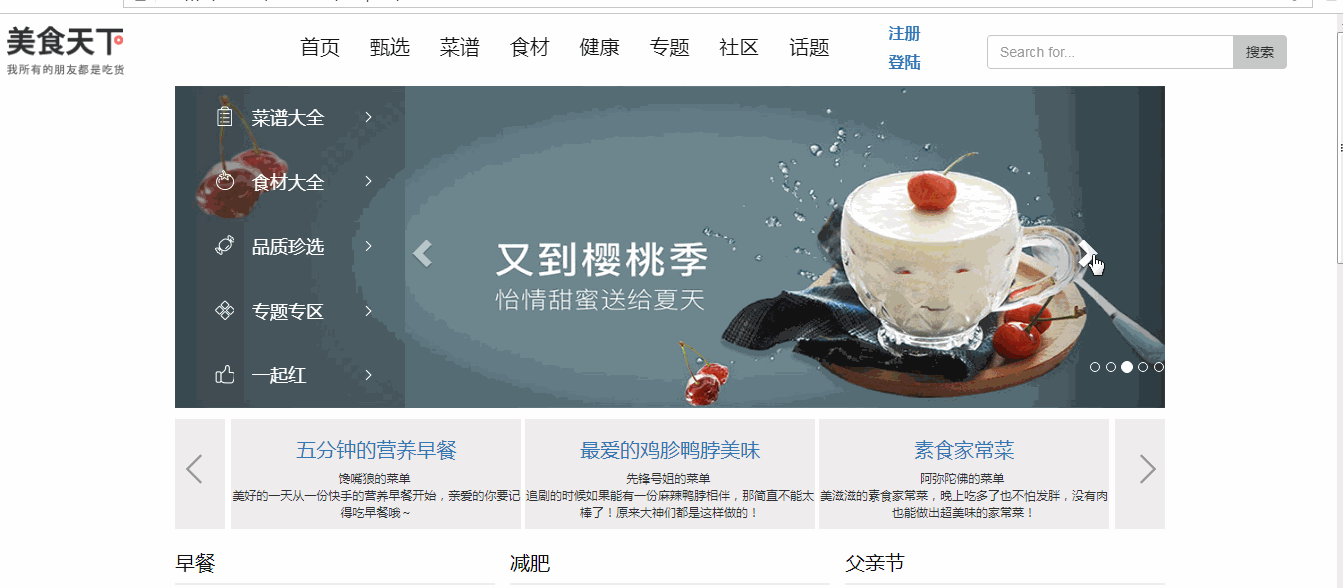 美食天下
我所有的朋友都是吃货
首页 甄选 菜谱 食材 健康 专题 社区 话题
注册
登陆
Search for...
搜索
菜谱大全
食材大全
品质珍选
专题专区
一起红
又到樱桃季
怡情甜蜜送给夏天
五分钟的营养早餐
馋嘴狼的菜单
美好的一天从一份快手的营养早餐开始，亲爱的你要记
得吃早餐哦～
最爱的鸡胗鸭脖美味
先锋号姐的菜单
追剧的时候如果能有一份麻辣鸭脖相伴，那简直不能太
棒了！原来大神们都是这样做的！
素食家常菜
阿弥陀佛的菜单
美滋滋的素食家常菜，晚上吃多了也不怕发胖，没有肉
也能做出超美味的家常菜！
早餐
减肥
父亲节